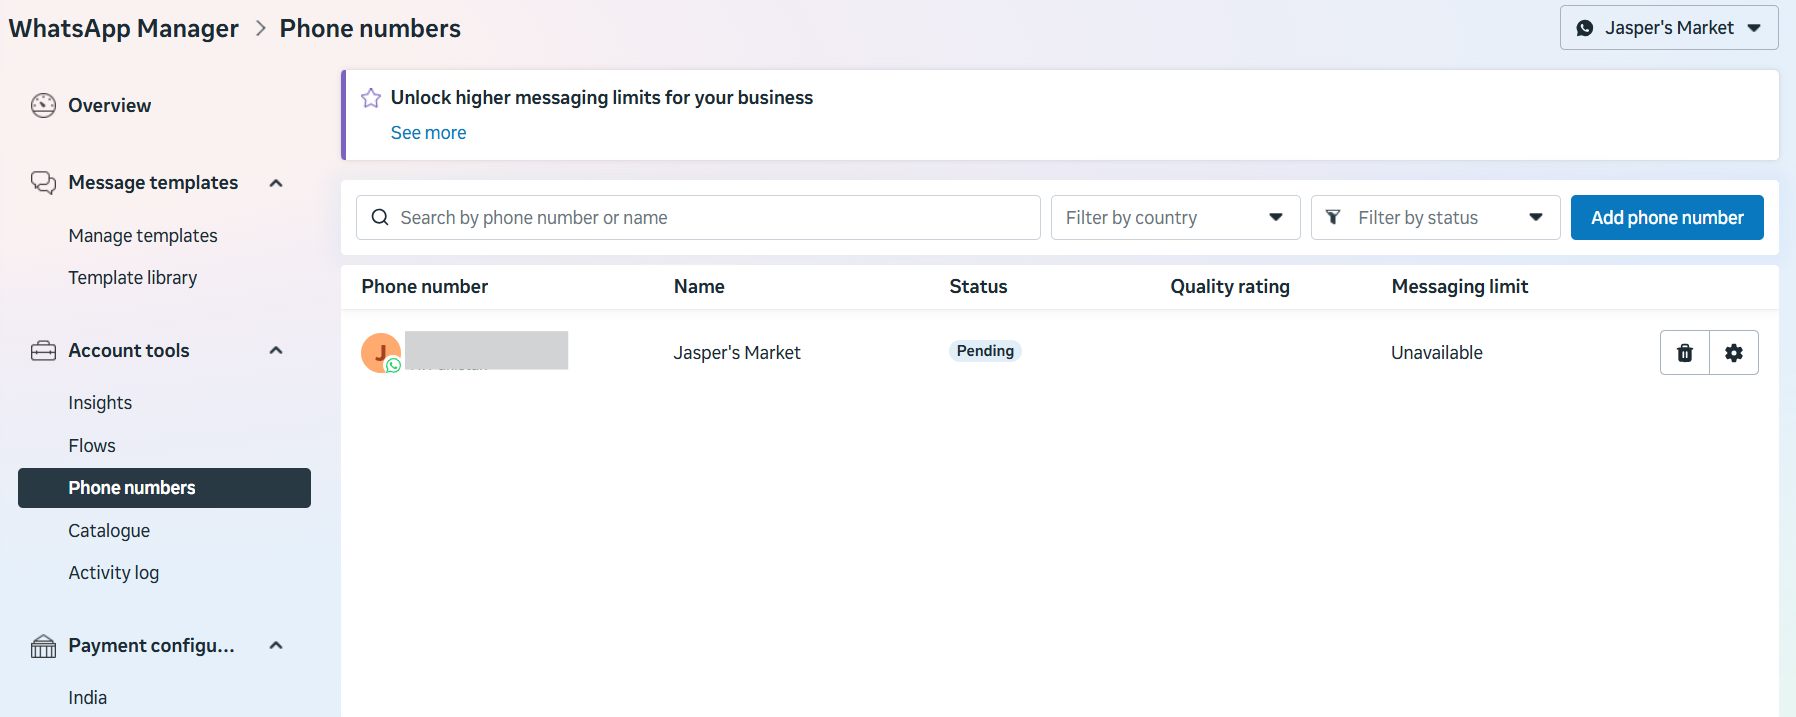 WhatsApp Manager > Phone numbers
Jasper's Market
Overview
Message templates
Manage templates
Template library
Account tools
Insights
Flows
Phone numbers
Catalogue
Activity log
Payment configu...
India
Unlock higher messaging limits for your business
See more
Search by phone number or name
Filter by country
Filter by status
Add phone number
Phone number Name Status Quality rating Messaging limit
J Jasper's Market Pending Unavailable